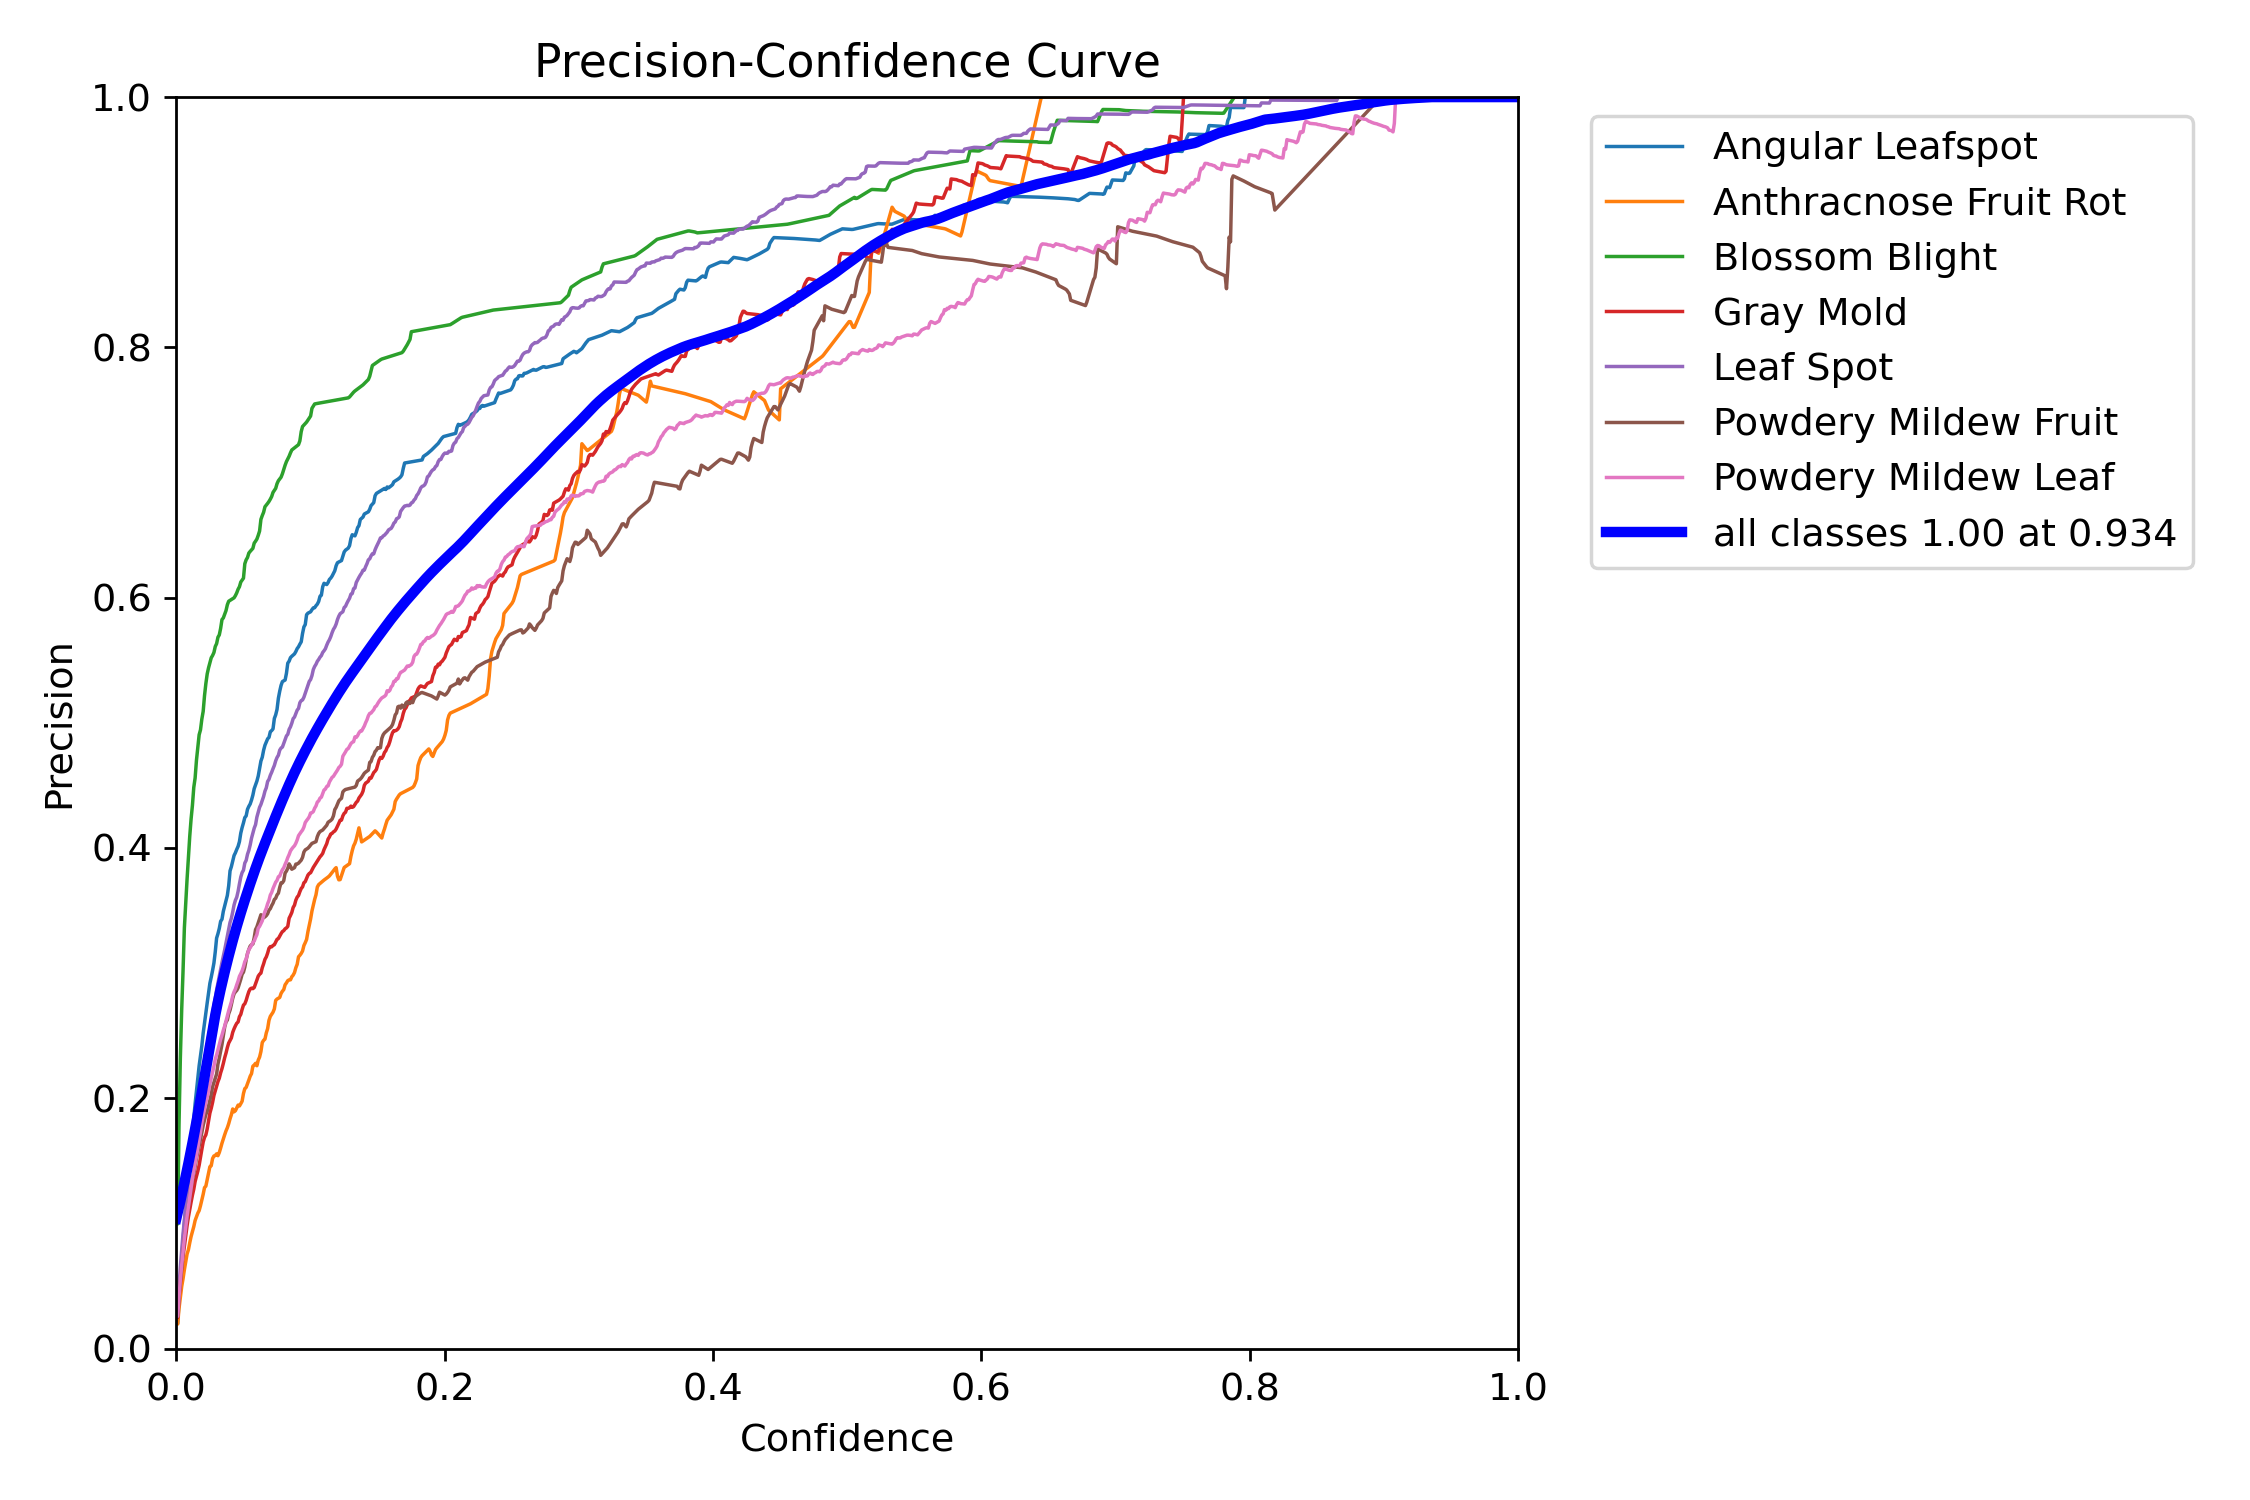 Precision-Confidence Curve
1.0
0.8
0.6
0.4
0.2
0.0
Precision
0.0 0.2 0.4 0.6 0.8 1.0
Confidence
Angular Leafspot
Anthracnose Fruit Rot
Blossom Blight
Gray Mold
Leaf Spot
Powdery Mildew Fruit
Powdery Mildew Leaf
all classes 1.00 at 0.934